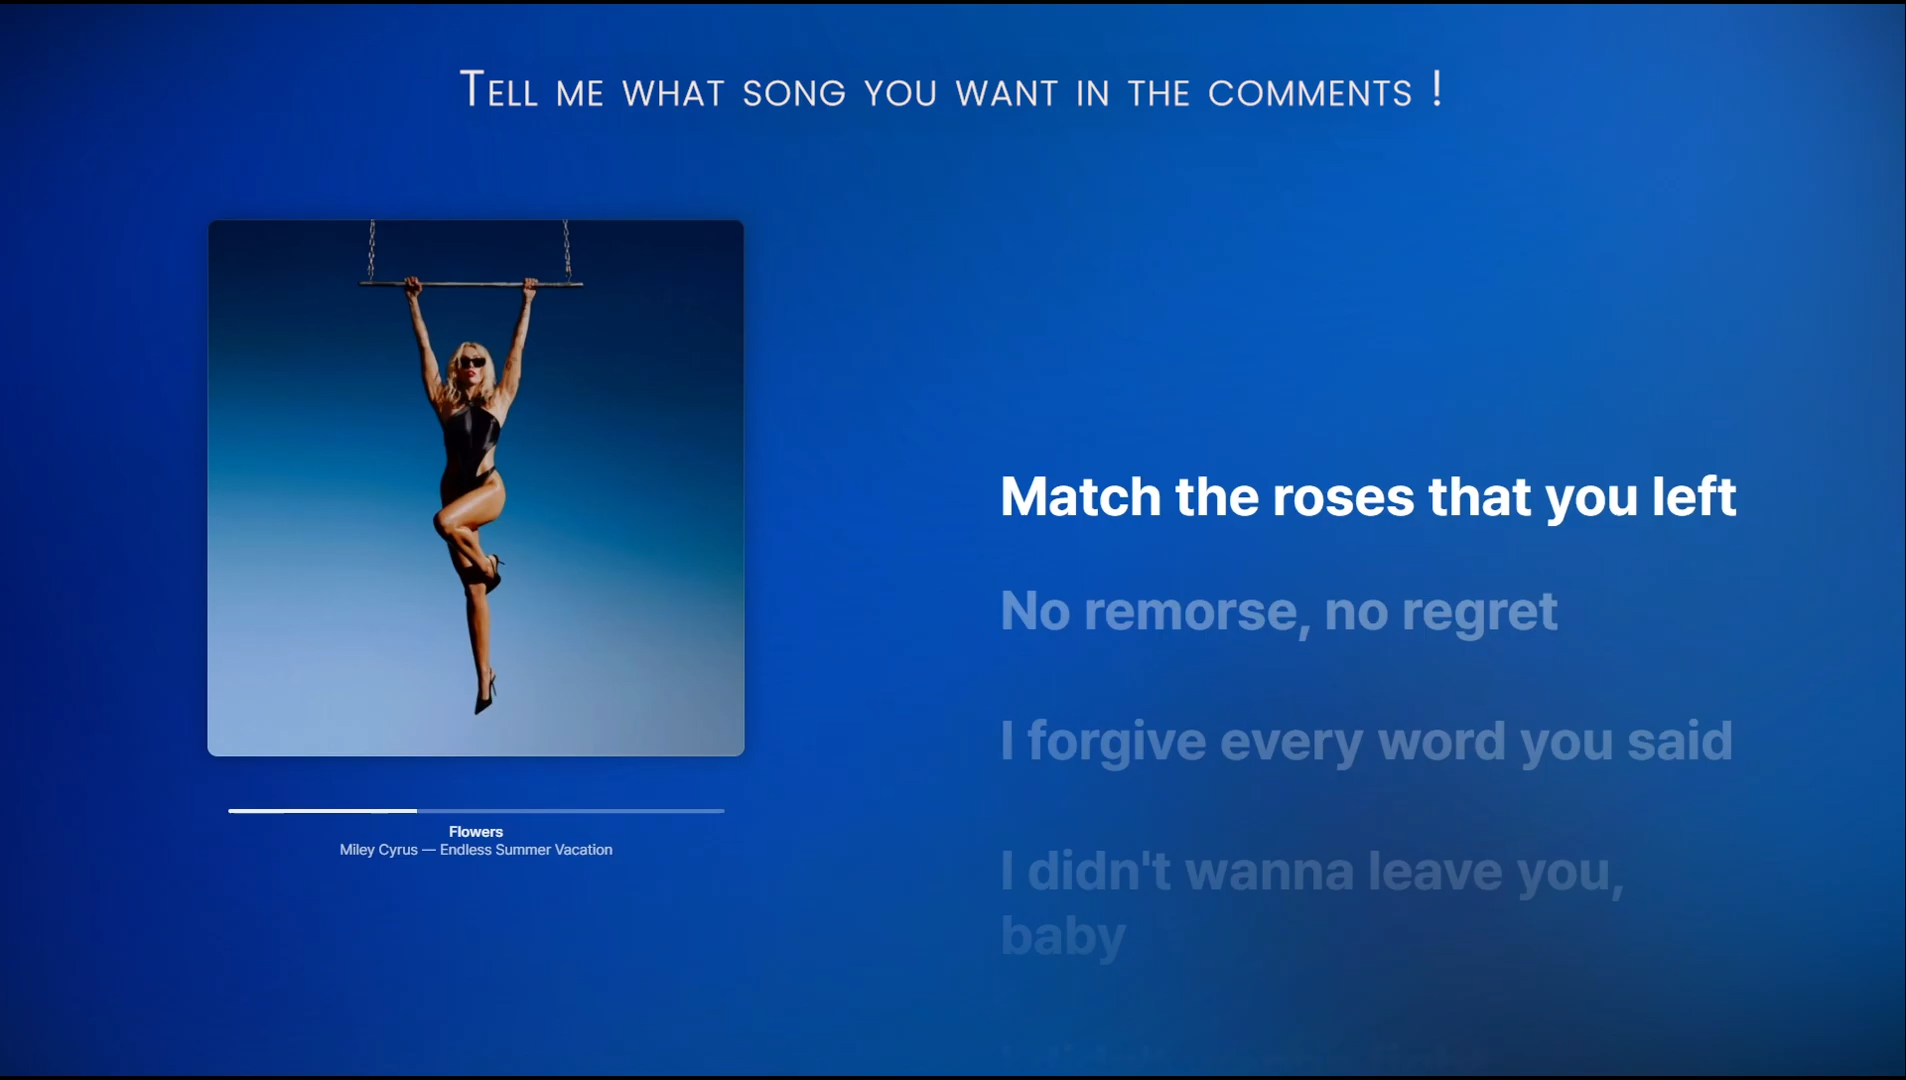 Tell me what song you want in the comments !
Match the roses that you left
No remorse, no regret
I forgive every word you said
I didn't wanna leave you,
baby
Flowers
Miley Cyrus — Endless Summer Vacation